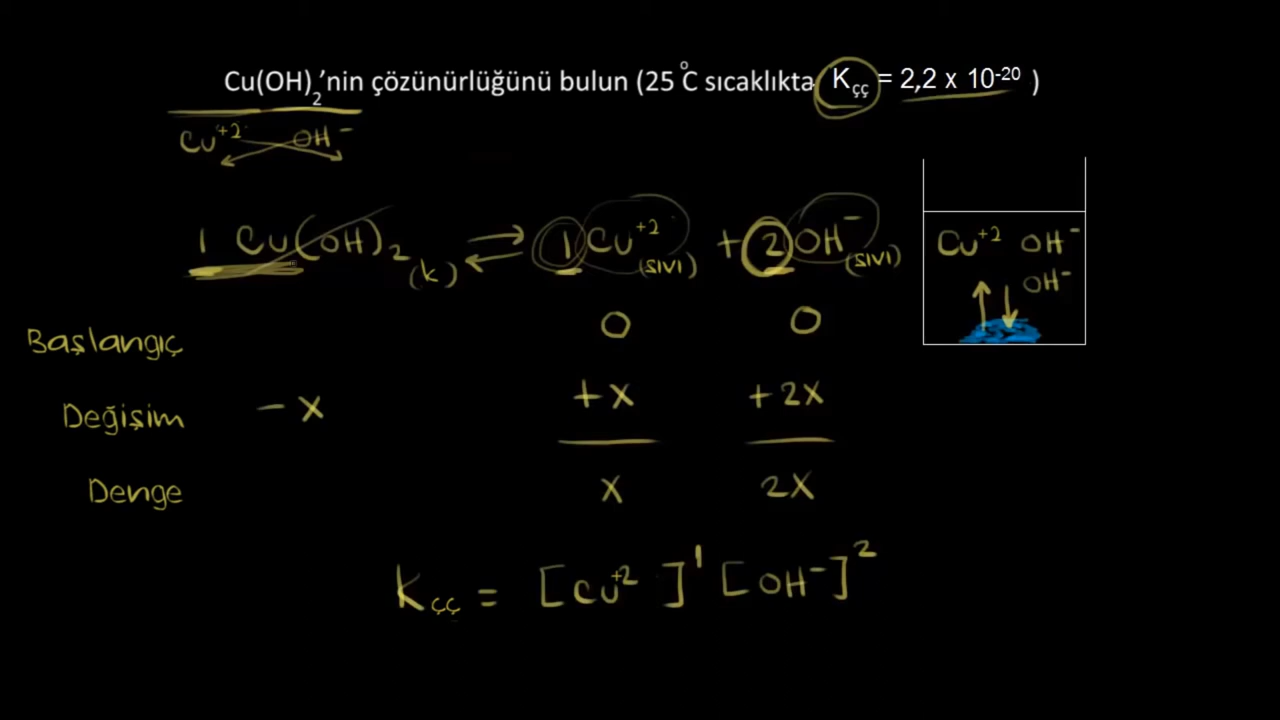 Cu(OH)₂'nin çözünürlüğünü bulun (25 °C sıcaklıkta Kçç = 2,2 x 10⁻²⁰ )
Cu⁺² OH⁻
1 Cu(OH)₂(k) ⇌ 1 Cu⁺²(sıvı) + 2 OH⁻(sıvı)
Cu⁺² OH⁻
OH⁻
Başlangıç 0 0
Değişim - x + x + 2x
Denge x 2x
Kçç = [Cu⁺²]¹ [OH⁻]²